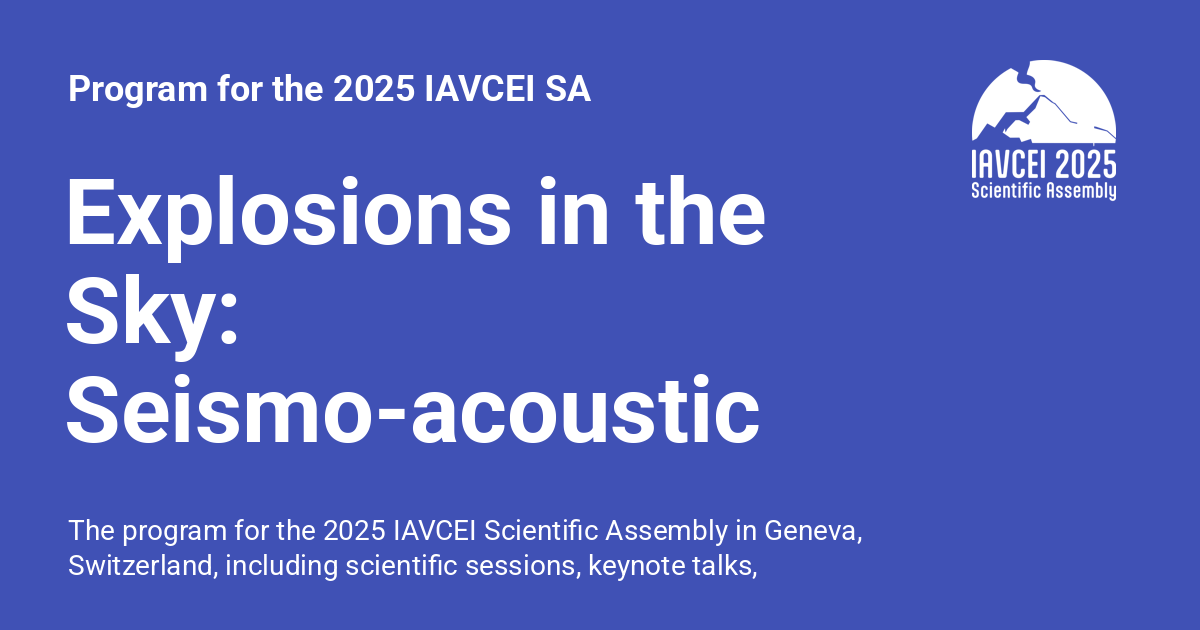 Program for the 2025 IAVCEI SA
IAVCEI 2025
Scientific Assembly
Explosions in the
Sky:
Seismo-acoustic
The program for the 2025 IAVCEI Scientific Assembly in Geneva,
Switzerland, including scientific sessions, keynote talks,